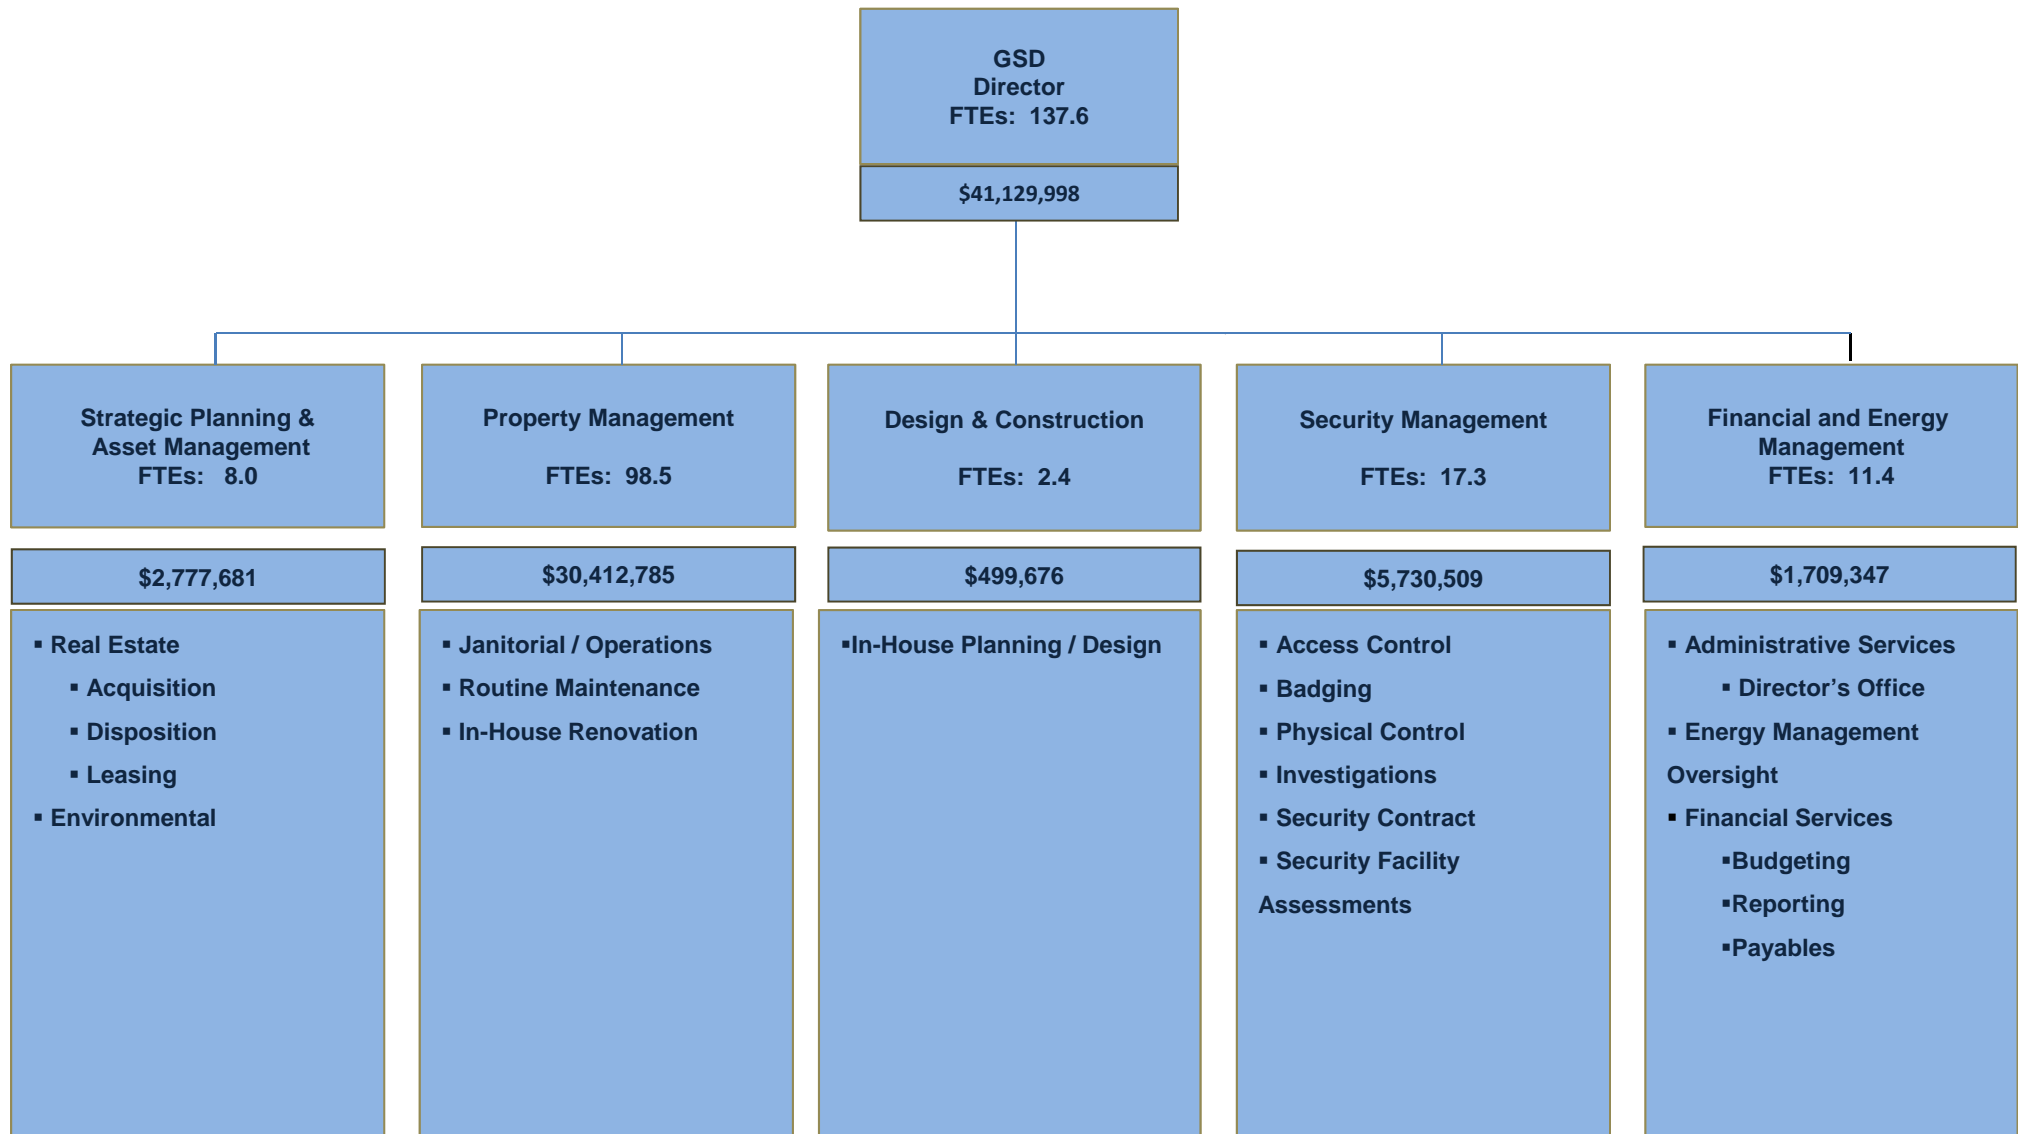 GSD
Director
FTEs: 137.6
$41,129,998
Strategic Planning &
Asset Management
FTEs: 8.0
$2,777,681
▪ Real Estate
▪ Acquisition
▪ Disposition
▪ Leasing
▪ Environmental
Property Management
FTEs: 98.5
$30,412,785
▪ Janitorial / Operations
▪ Routine Maintenance
▪ In-House Renovation
Design & Construction
FTEs: 2.4
$499,676
▪In-House Planning / Design
Security Management
FTEs: 17.3
$5,730,509
▪ Access Control
▪ Badging
▪ Physical Control
▪ Investigations
▪ Security Contract
▪ Security Facility
Assessments
Financial and Energy
Management
FTEs: 11.4
$1,709,347
▪ Administrative Services
▪ Director’s Office
▪ Energy Management
Oversight
▪ Financial Services
▪Budgeting
▪Reporting
▪Payables